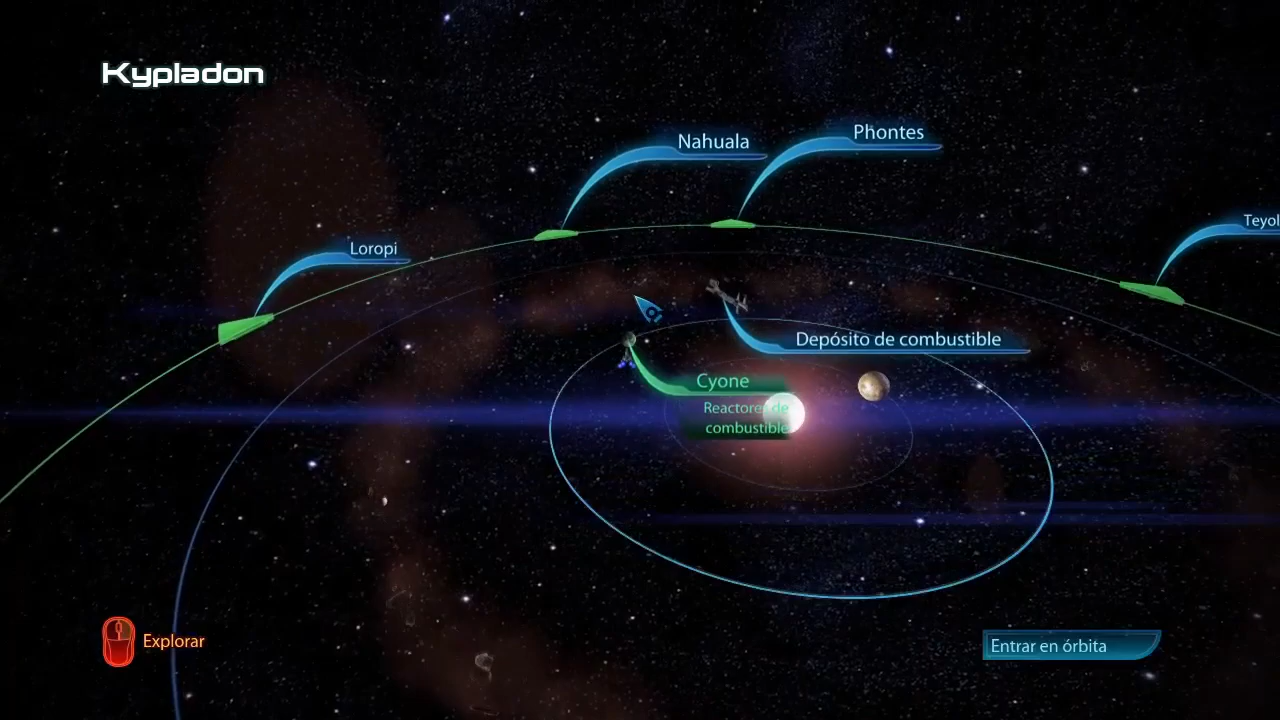 Kypladon
Phontes
Nahuala
Teyol
Loropi
Depósito de combustible
Cyone
Reactores de
combustible
Explorar
Entrar en órbita